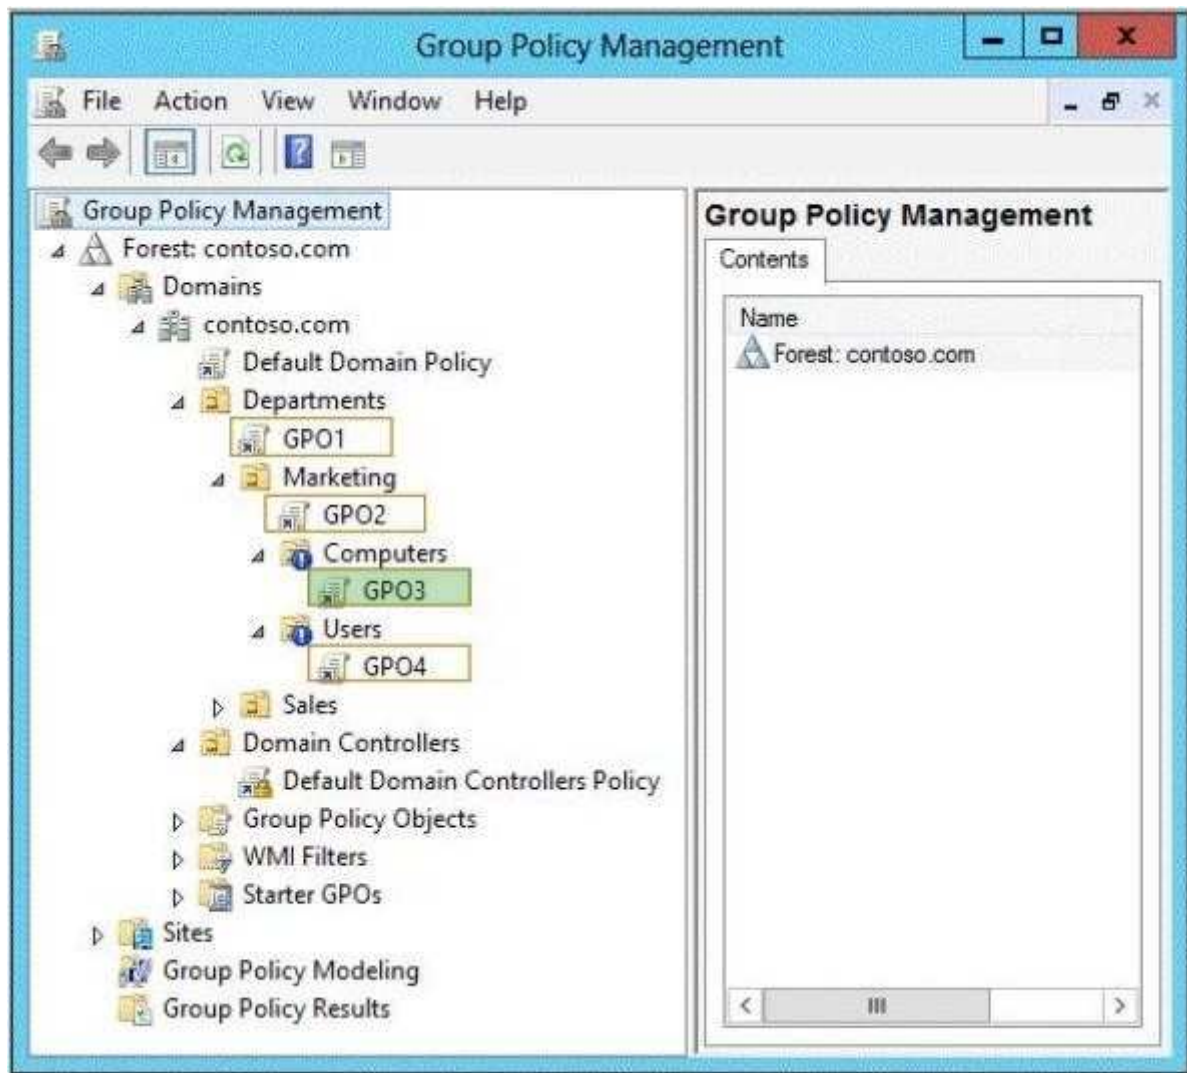 Group Policy Management
File Action View Window Help
Group Policy Management
Forest: contoso.com
Domains
contoso.com
Default Domain Policy
Departments
GPO1
Marketing
GPO2
Computers
GPO3
Users
GPO4
Sales
Domain Controllers
Default Domain Controllers Policy
Group Policy Objects
WMI Filters
Starter GPOs
Sites
Group Policy Modeling
Group Policy Results
Group Policy Management
Contents
Name
Forest: contoso.com